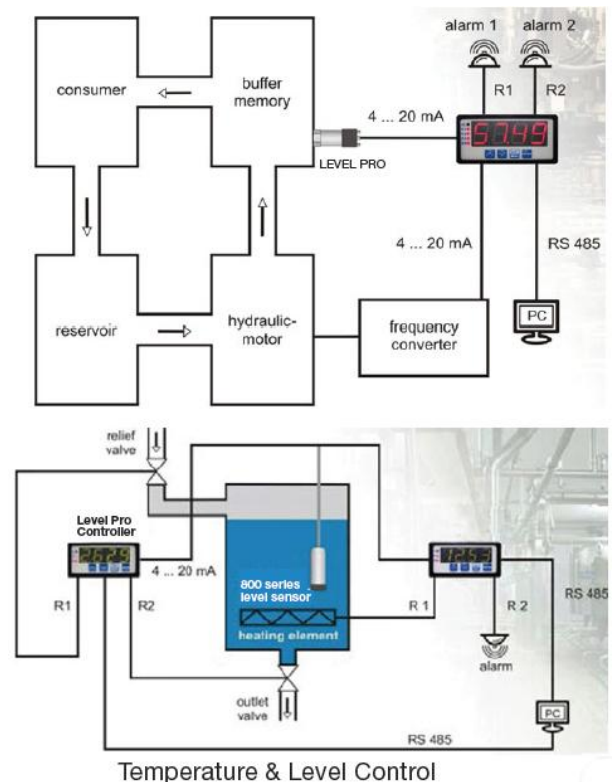 alarm 1
alarm 2
consumer
buffer
memory
R1
R2
4 ... 20 mA
57.49
LEVEL PRO
4 ... 20 mA
RS 485
reservoir
hydraulic-
motor
frequency
converter
PC
relief
valve
Level Pro
Controller
4 ... 20 mA
R1
R2
800 series
level sensor
heating element
R 1
R 2
RS 485
alarm
outlet
valve
PC
RS 485
Temperature & Level Control